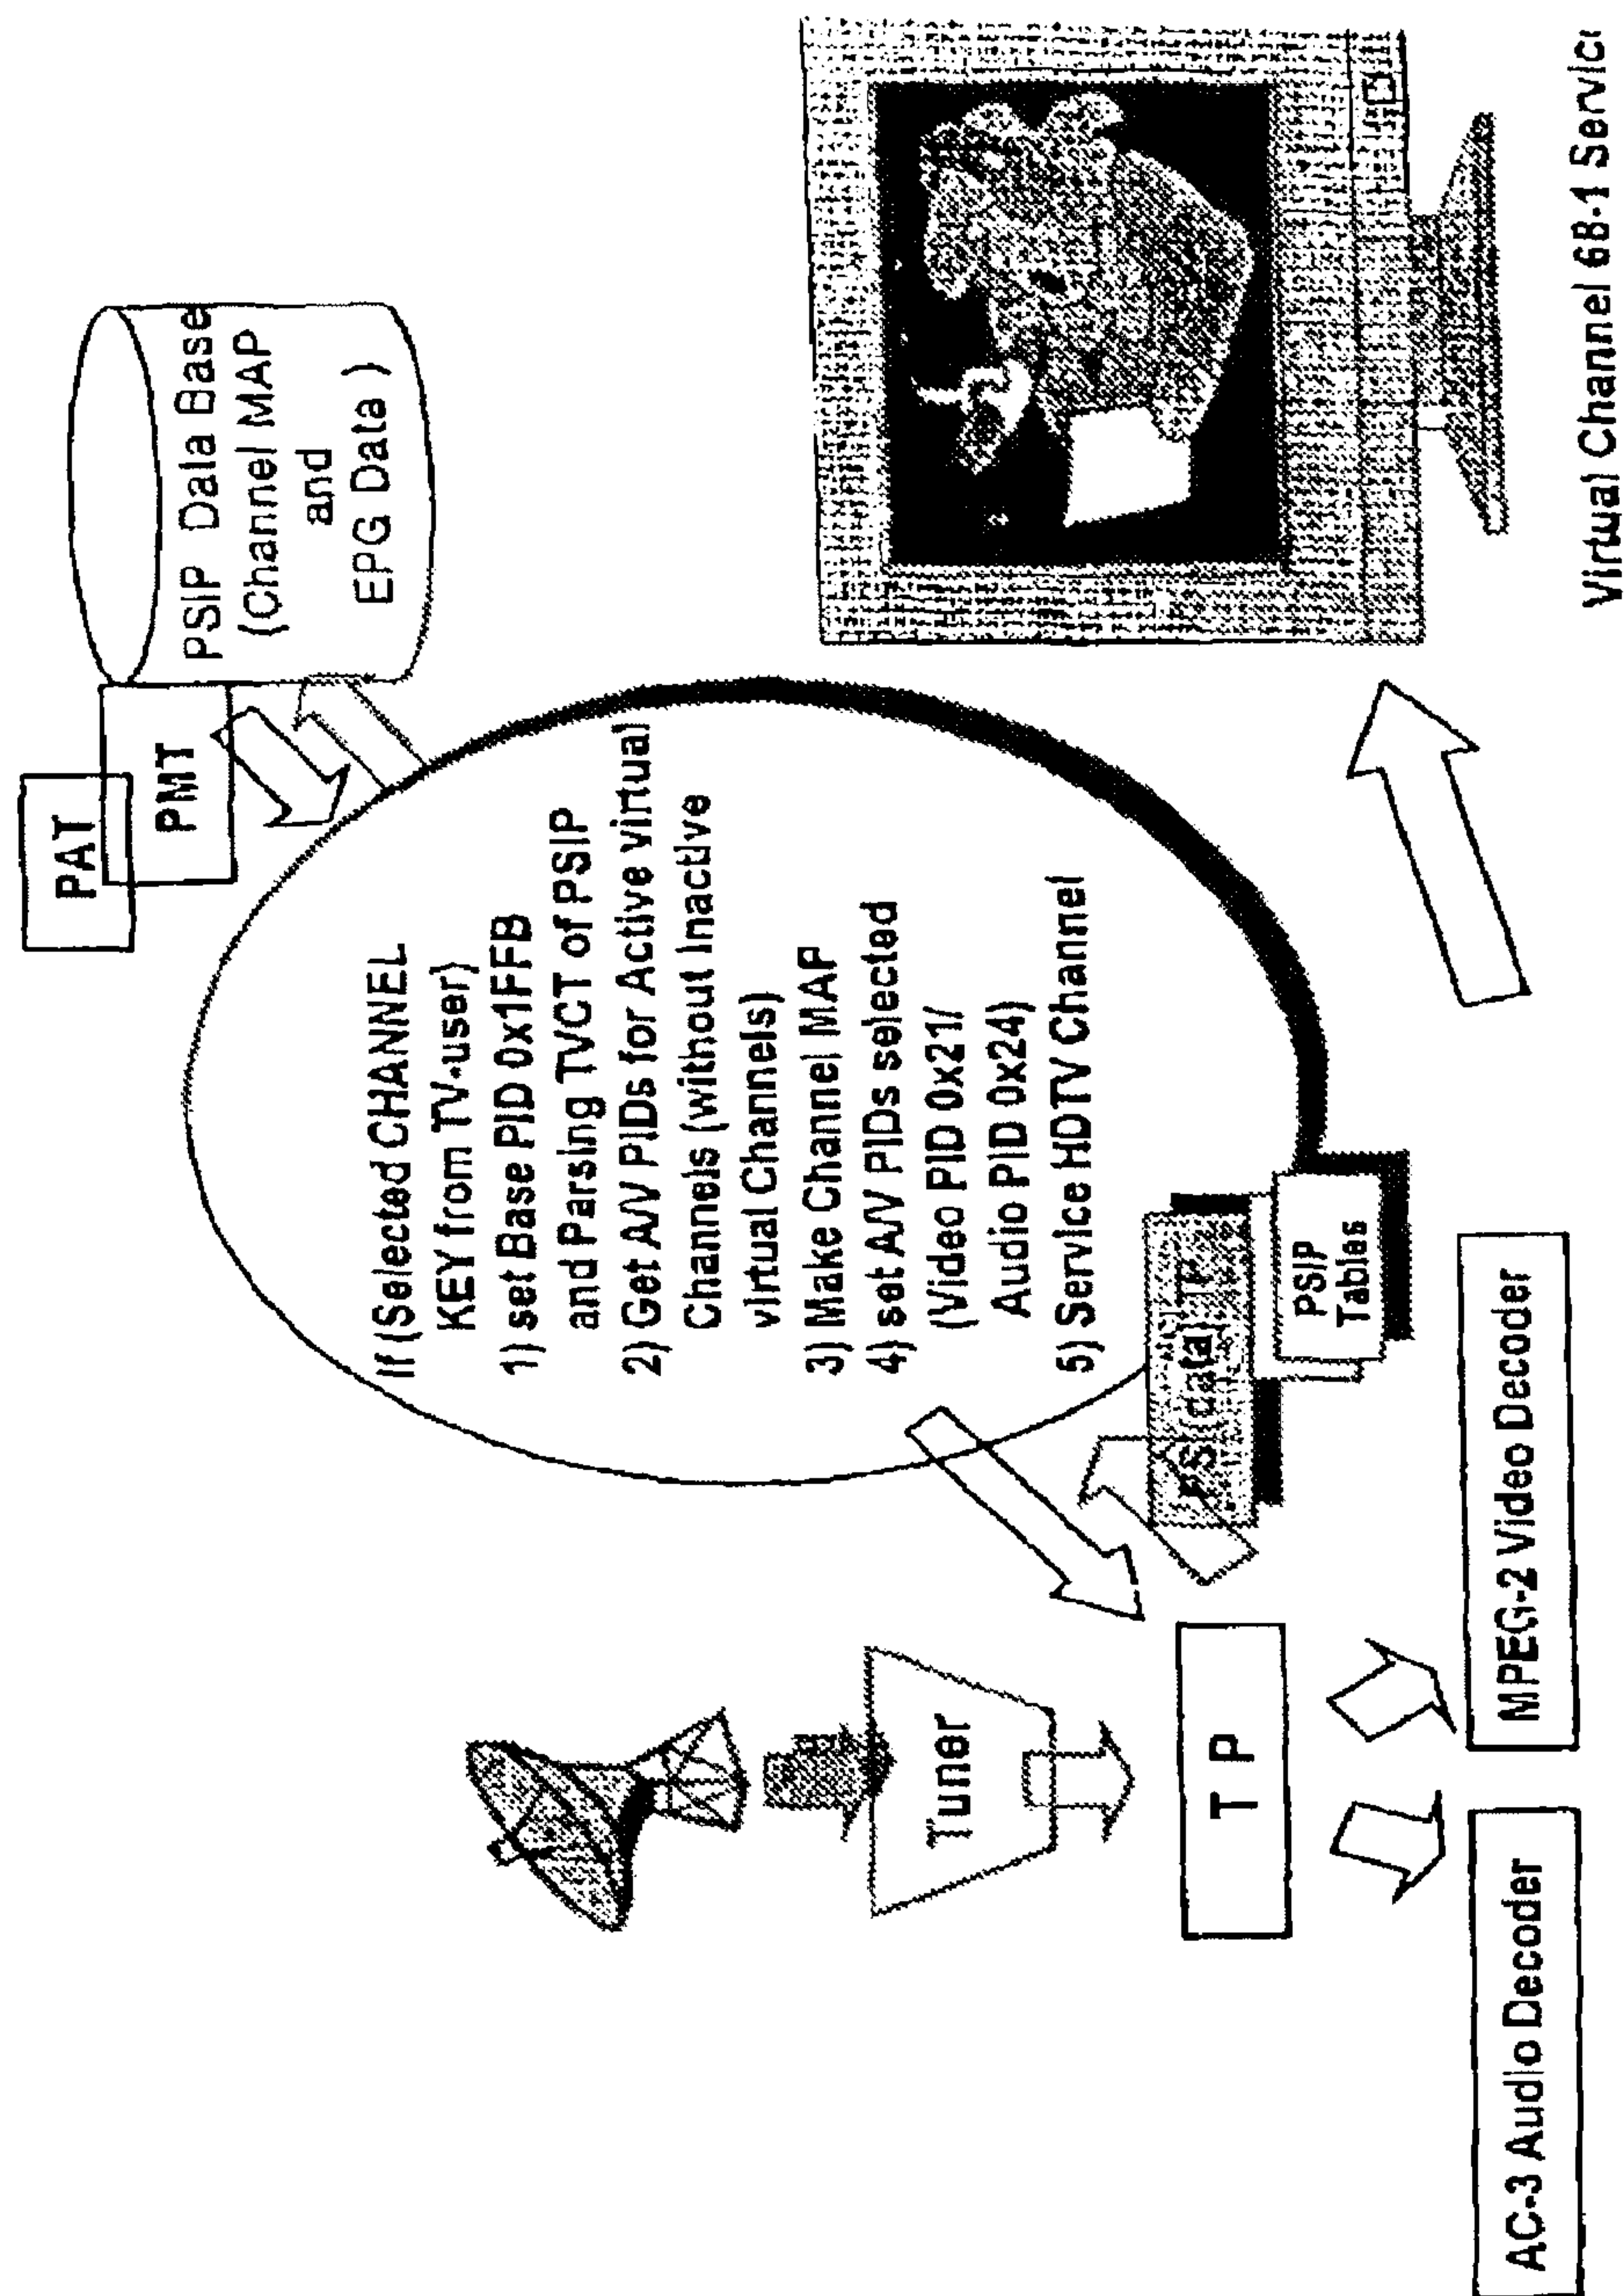 PAT
PMT
PSIP Data Base
(Channel MAP
and
EPG Data )
If (Selected CHANNEL
KEY from TV-user)
1) set Base PID 0x1FFB
and Parsing TVCT of PSIP
2) Get A/V PIDs for Active virtual
Channels (without Inactive
virtual Channels)
3) Make Channel MAP
4) set A/V PIDs selected
(Video PID 0x21/
Audio PID 0x24)
5) Service HDTV Channel
PSIP
Tables
Tuner
T P
AC-3 Audio Decoder
MPEG-2 Video Decoder
Virtual Channel 68-1